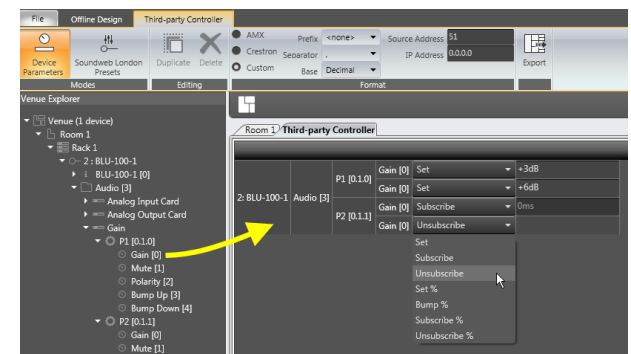 File Offline Design Third-party Controller
AMX Prefix <none> Source Address 51
Crestron Separator , IP Address 0.0.0.0
Custom Base Decimal
Device Parameters Soundweb London Presets Duplicate Delete Export
Modes Editing Format
Venue Explorer
Venue (1 device)
Room 1
Rack 1
2 : BLU-100-1
BLU-100-1 [0]
Audio [3]
Analog Input Card
Analog Output Card
Gain
P1 [0.1.0]
Gain [0]
Mute [1]
Polarity [2]
Bump Up [3]
Bump Down [4]
P2 [0.1.1]
Gain [0]
Mute [1]
Room 1 Third-party Controller
2: BLU-100-1 Audio [3] P1 [0.1.0] Gain [0] Set +3dB
Gain [0] Set +6dB
P2 [0.1.1] Gain [0] Subscribe 0ms
Gain [0] Unsubscribe
Set
Subscribe
Unsubscribe
Set %
Bump %
Subscribe %
Unsubscribe %